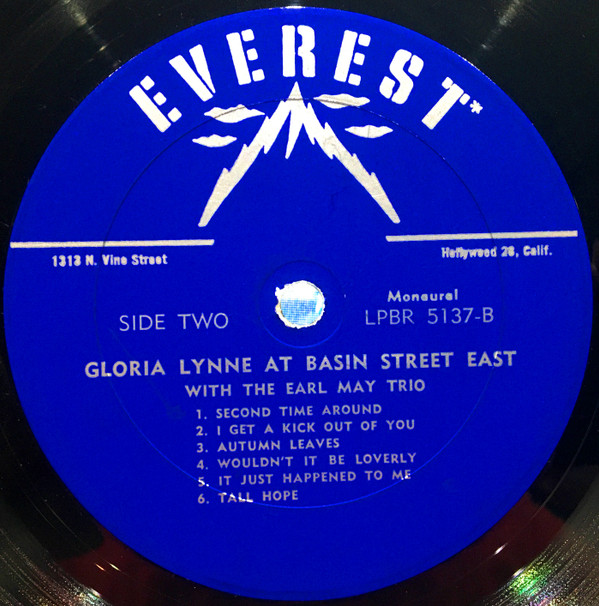 EVEREST*
1313 N. Vine Street
Hollywood 28, Calif.
SIDE TWO
Monaural
LPBR 5137-B
GLORIA LYNNE AT BASIN STREET EAST
WITH THE EARL MAY TRIO
1. SECOND TIME AROUND
2. I GET A KICK OUT OF YOU
3. AUTUMN LEAVES
4. WOULDN'T IT BE LOVERLY
5. IT JUST HAPPENED TO ME
6. TALL HOPE